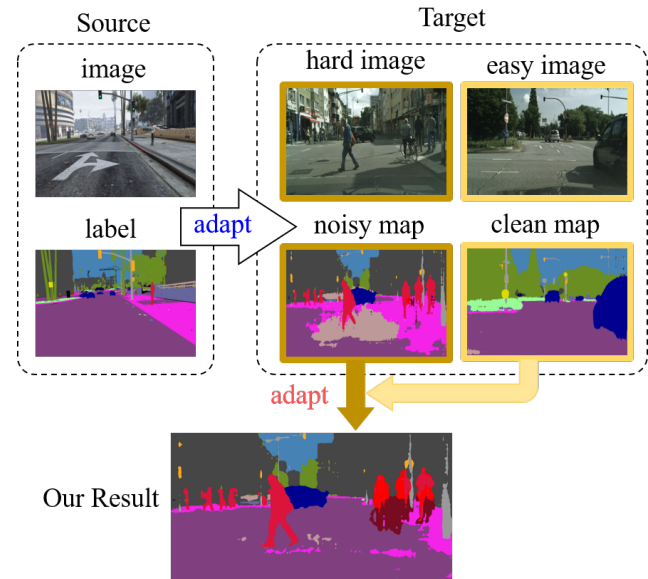 Source
Target
image
hard image
easy image
label
adapt
noisy map
clean map
adapt
Our Result